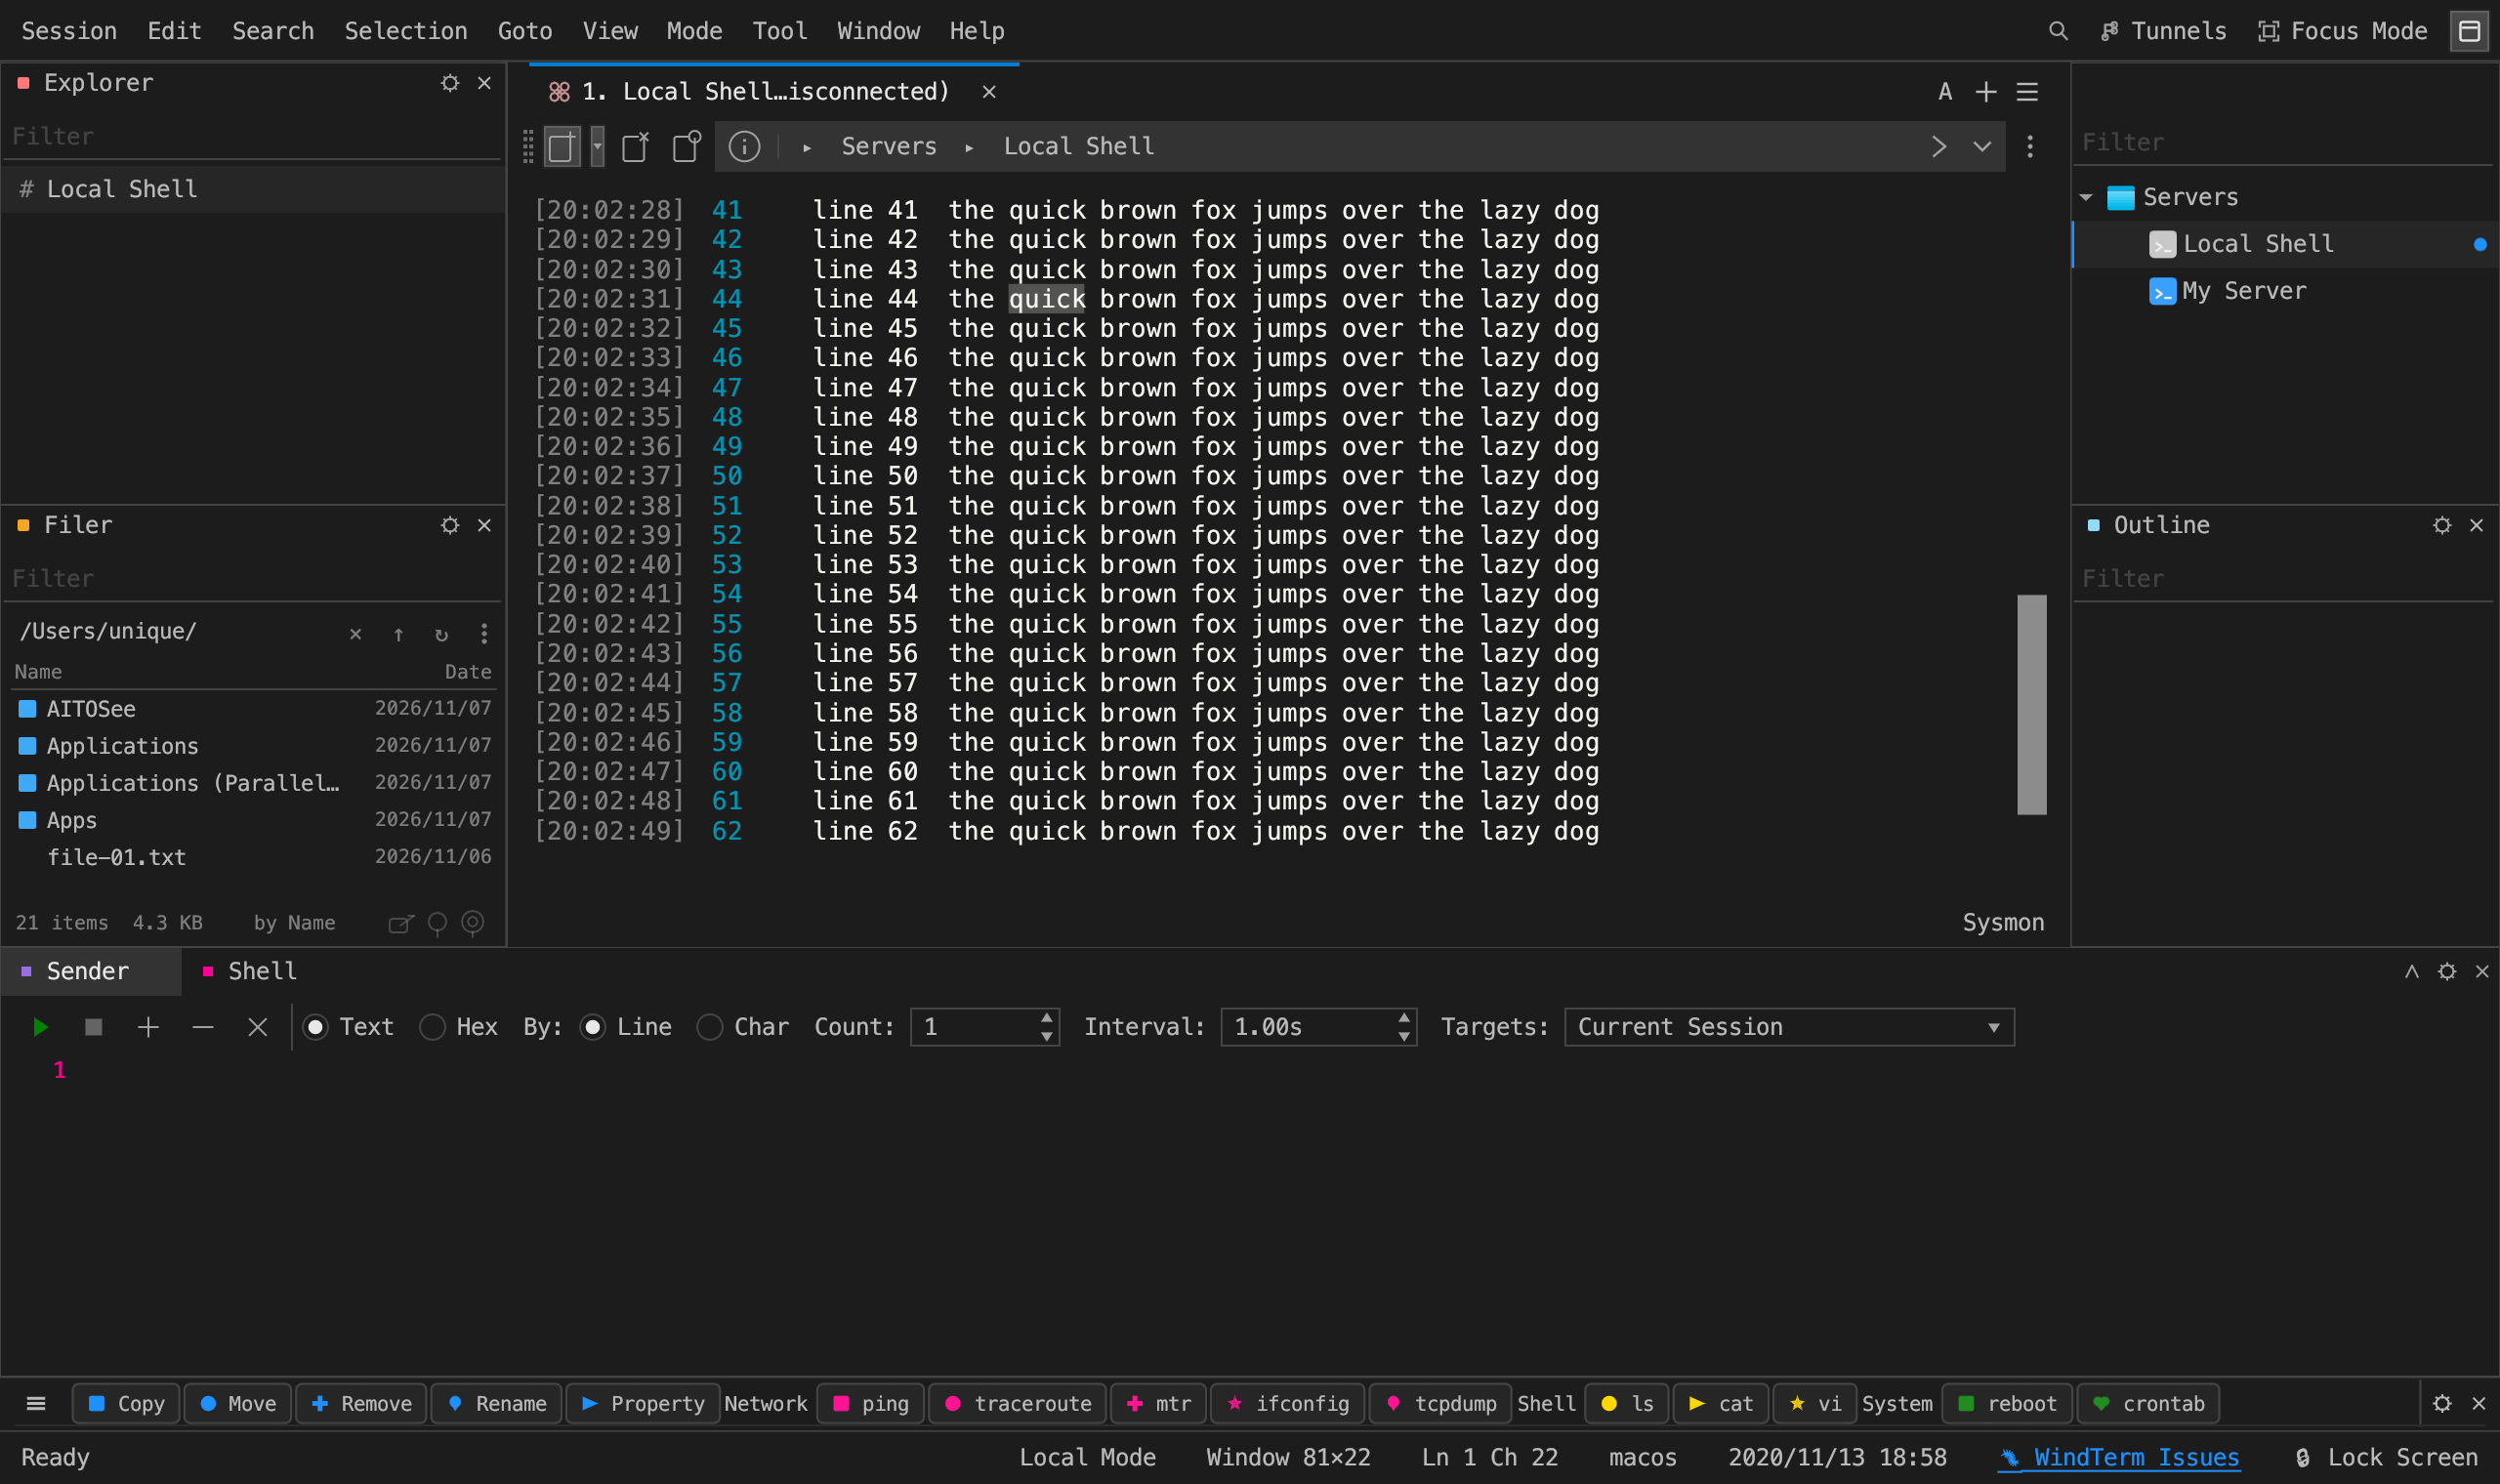 Session Edit Search Selection Goto View Mode Tool Window Help Tunnels Focus Mode
Explorer
Filter
# Local Shell
Filer
Filter
/Users/unique/
Name Date
AITOSee 2026/11/07
Applications 2026/11/07
Applications (Parallel… 2026/11/07
Apps 2026/11/07
file-01.txt 2026/11/06
21 items 4.3 KB by Name
1. Local Shell…isconnected) A
Servers Local Shell
[20:02:28] 41 line 41 the quick brown fox jumps over the lazy dog
[20:02:29] 42 line 42 the quick brown fox jumps over the lazy dog
[20:02:30] 43 line 43 the quick brown fox jumps over the lazy dog
[20:02:31] 44 line 44 the quick brown fox jumps over the lazy dog
[20:02:32] 45 line 45 the quick brown fox jumps over the lazy dog
[20:02:33] 46 line 46 the quick brown fox jumps over the lazy dog
[20:02:34] 47 line 47 the quick brown fox jumps over the lazy dog
[20:02:35] 48 line 48 the quick brown fox jumps over the lazy dog
[20:02:36] 49 line 49 the quick brown fox jumps over the lazy dog
[20:02:37] 50 line 50 the quick brown fox jumps over the lazy dog
[20:02:38] 51 line 51 the quick brown fox jumps over the lazy dog
[20:02:39] 52 line 52 the quick brown fox jumps over the lazy dog
[20:02:40] 53 line 53 the quick brown fox jumps over the lazy dog
[20:02:41] 54 line 54 the quick brown fox jumps over the lazy dog
[20:02:42] 55 line 55 the quick brown fox jumps over the lazy dog
[20:02:43] 56 line 56 the quick brown fox jumps over the lazy dog
[20:02:44] 57 line 57 the quick brown fox jumps over the lazy dog
[20:02:45] 58 line 58 the quick brown fox jumps over the lazy dog
[20:02:46] 59 line 59 the quick brown fox jumps over the lazy dog
[20:02:47] 60 line 60 the quick brown fox jumps over the lazy dog
[20:02:48] 61 line 61 the quick brown fox jumps over the lazy dog
[20:02:49] 62 line 62 the quick brown fox jumps over the lazy dog
Sysmon
Filter
Servers
Local Shell
My Server
Outline
Filter
Sender Shell
Text Hex By: Line Char Count: 1 Interval: 1.00s Targets: Current Session
1
Copy Move Remove Rename Property Network ping traceroute mtr ifconfig tcpdump Shell ls cat vi System reboot crontab
Ready Local Mode Window 81×22 Ln 1 Ch 22 macos 2020/11/13 18:58 WindTerm Issues Lock Screen